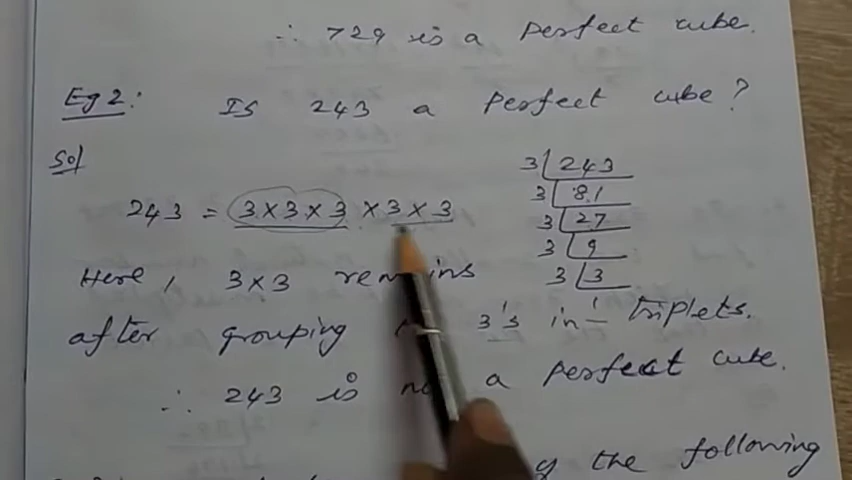 ∴ 729 is a perfect cube.
Eg 2: Is 243 a perfect cube?
Sol
243 = 3×3×3 ×3×3
3 243
3 81
3 27
3 9
3 3
Here, 3×3 remains
after grouping 3's in triplets.
∴ 243 is a perfect cube.
the following